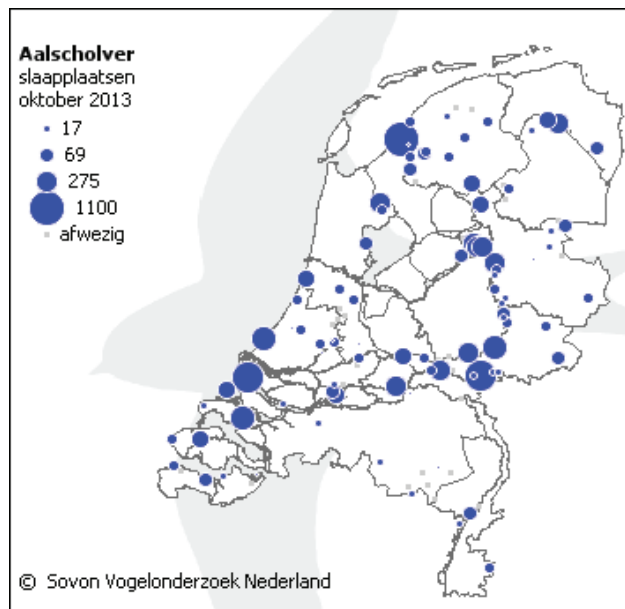 Aalscholver
slaapplaatsen
oktober 2013
17
69
275
1100
afwezig
© Sovon Vogelonderzoek Nederland